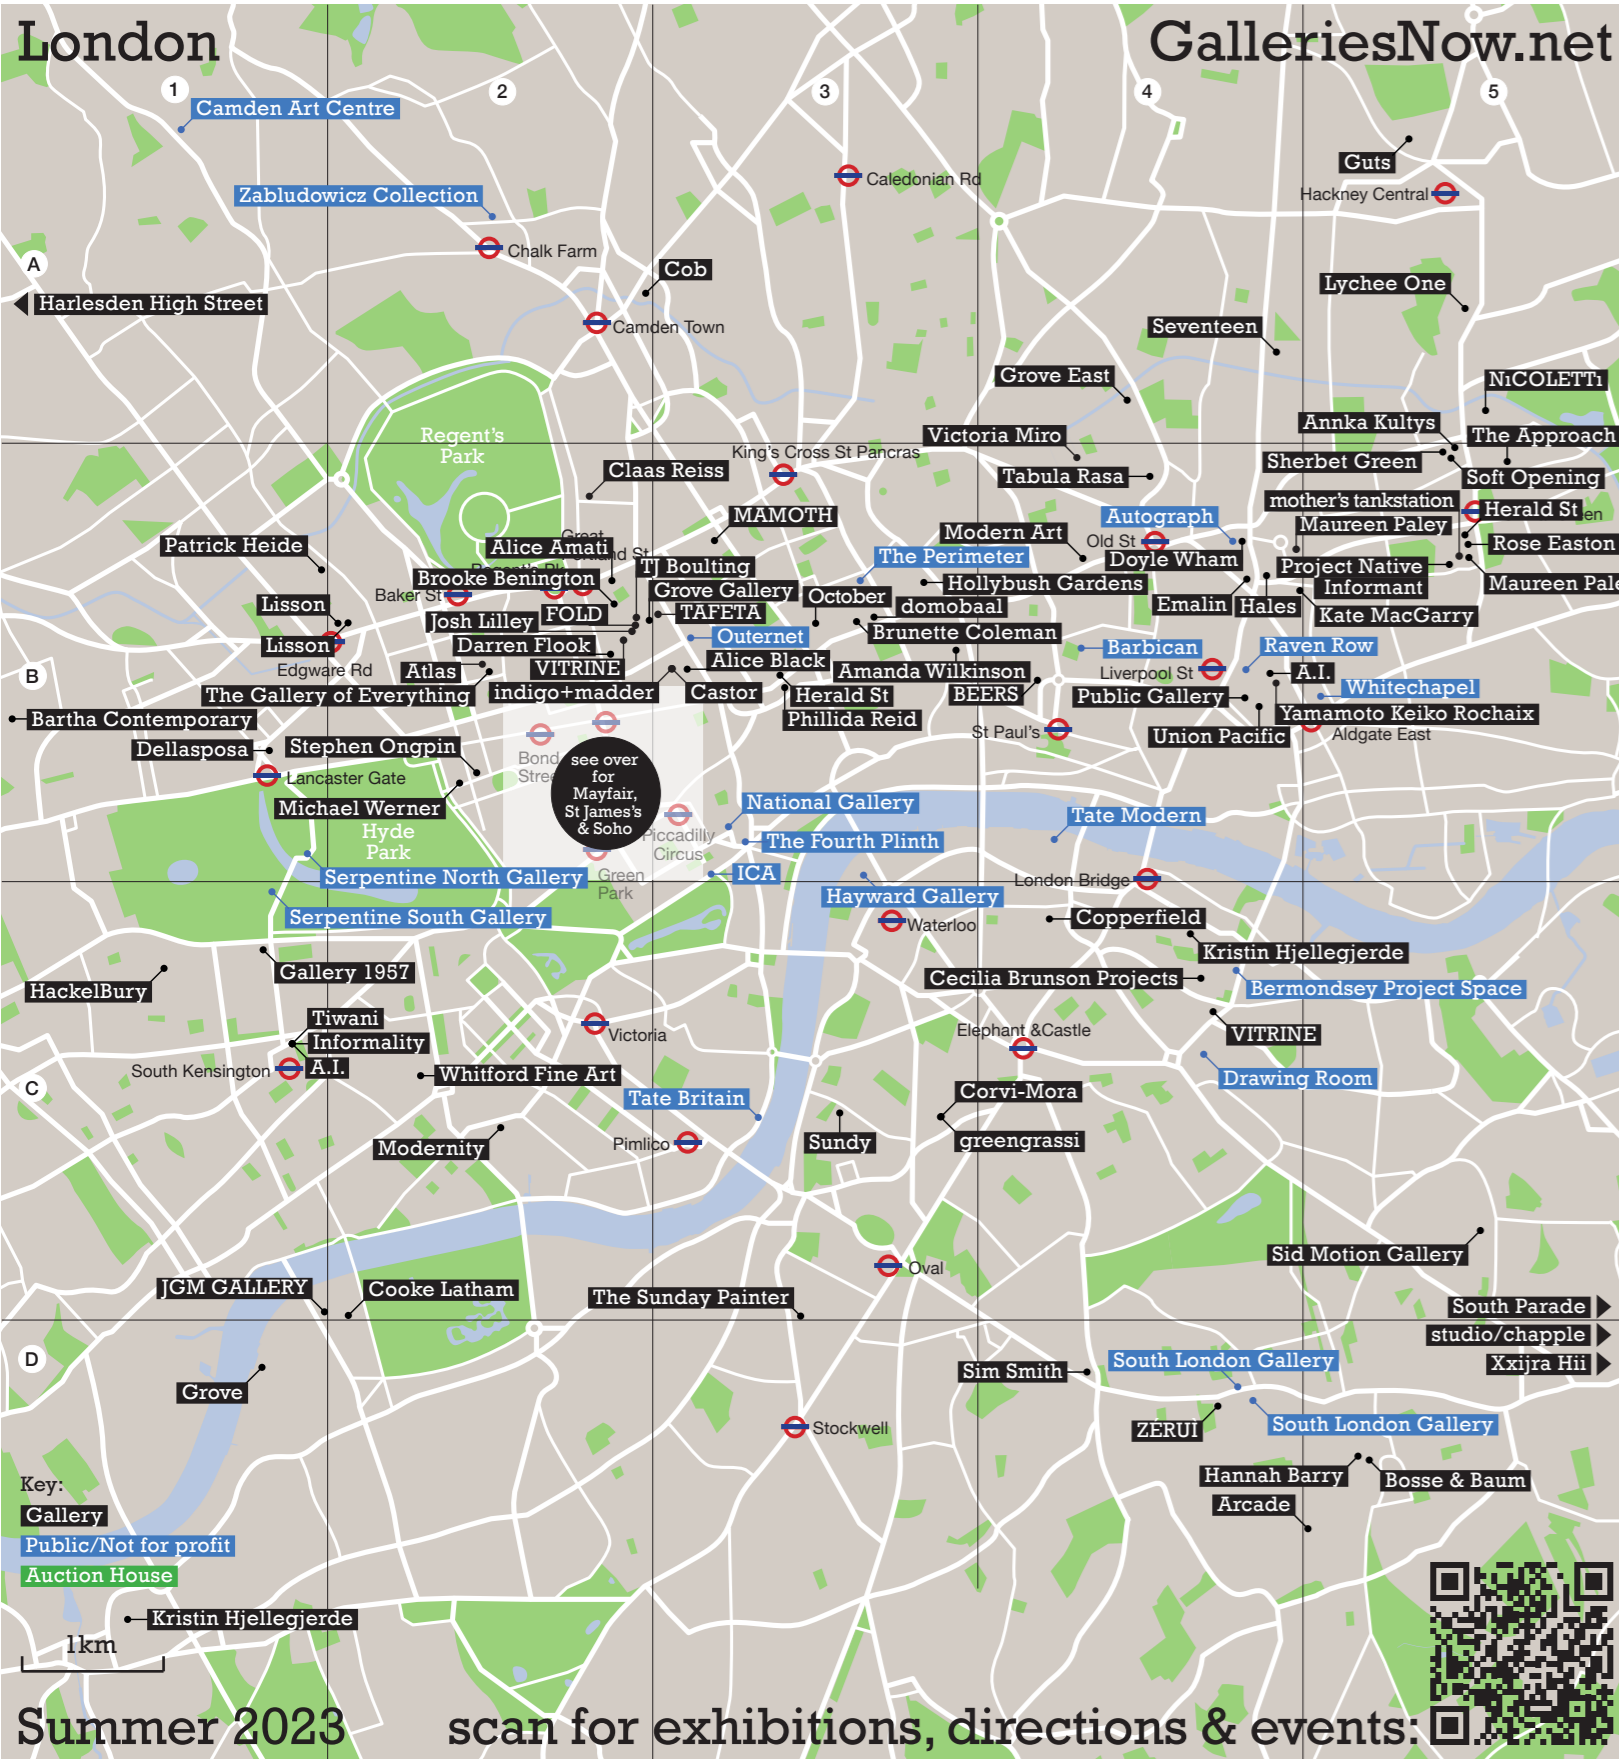 London
GalleriesNow.net
1
2
3
4
5
Camden Art Centre
Guts
Caledonian Rd
Hackney Central
Zabludowicz Collection
Chalk Farm
A
Cob
Lychee One
Harlesden High Street
Camden Town
Seventeen
Grove East
NiCOLETTi
Annka Kultys
Regent's
Park
Victoria Miro
The Approach
King's Cross St Pancras
Sherbet Green
Claas Reiss
Tabula Rasa
Soft Opening
mother's tankstation
Herald St
MAMOTH
Autograph
Maureen Paley
Modern Art
Old St
Patrick Heide
Alice Amati
Rose Easton
The Perimeter
Doyle Wham
TJ Boulting
Project Native
Informant
Brooke Benington
Hollybush Gardens
Maureen Pale
Grove Gallery
Baker St
October
Lisson
FOLD
TAFETA
domobaal
Emalin
Hales
Kate MacGarry
Josh Lilley
Outernet
Brunette Coleman
Lisson
Darren Flook
Barbican
Raven Row
Edgware Rd
Atlas
VITRINE
Alice Black
Amanda Wilkinson
Liverpool St
A.I.
B
The Gallery of Everything
indigo+madder
Castor
Herald St
BEERS
Public Gallery
Whitechapel
Bartha Contemporary
Phillida Reid
Yamamoto Keiko Rochaix
St Paul's
Union Pacific
Aldgate East
Dellasposa
Stephen Ongpin
Bond
Stree
see over
for
Mayfair,
St James's
& Soho
Lancaster Gate
Michael Werner
National Gallery
Tate Modern
Hyde
Park
Piccadilly
Circus
The Fourth Plinth
Serpentine North Gallery
Green
Park
ICA
London Bridge
Hayward Gallery
Serpentine South Gallery
Waterloo
Copperfield
Kristin Hjellegjerde
Gallery 1957
Cecilia Brunson Projects
HackelBury
Bermondsey Project Space
Tiwani
Victoria
Elephant &Castle
VITRINE
Informality
South Kensington
A.I.
Whitford Fine Art
Drawing Room
C
Tate Britain
Corvi-Mora
Pimlico
Sundy
greengrassi
Modernity
Sid Motion Gallery
Oval
JGM GALLERY
Cooke Latham
The Sunday Painter
South Parade
studio/chapple
D
South London Gallery
Xxijra Hii
Sim Smith
Grove
Stockwell
ZÉRUÌ
South London Gallery
Hannah Barry
Bosse & Baum
Key:
Arcade
Gallery
Public/Not for profit
Auction House
Kristin Hjellegjerde
1km
Summer 2023
scan for exhibitions, directions & events: